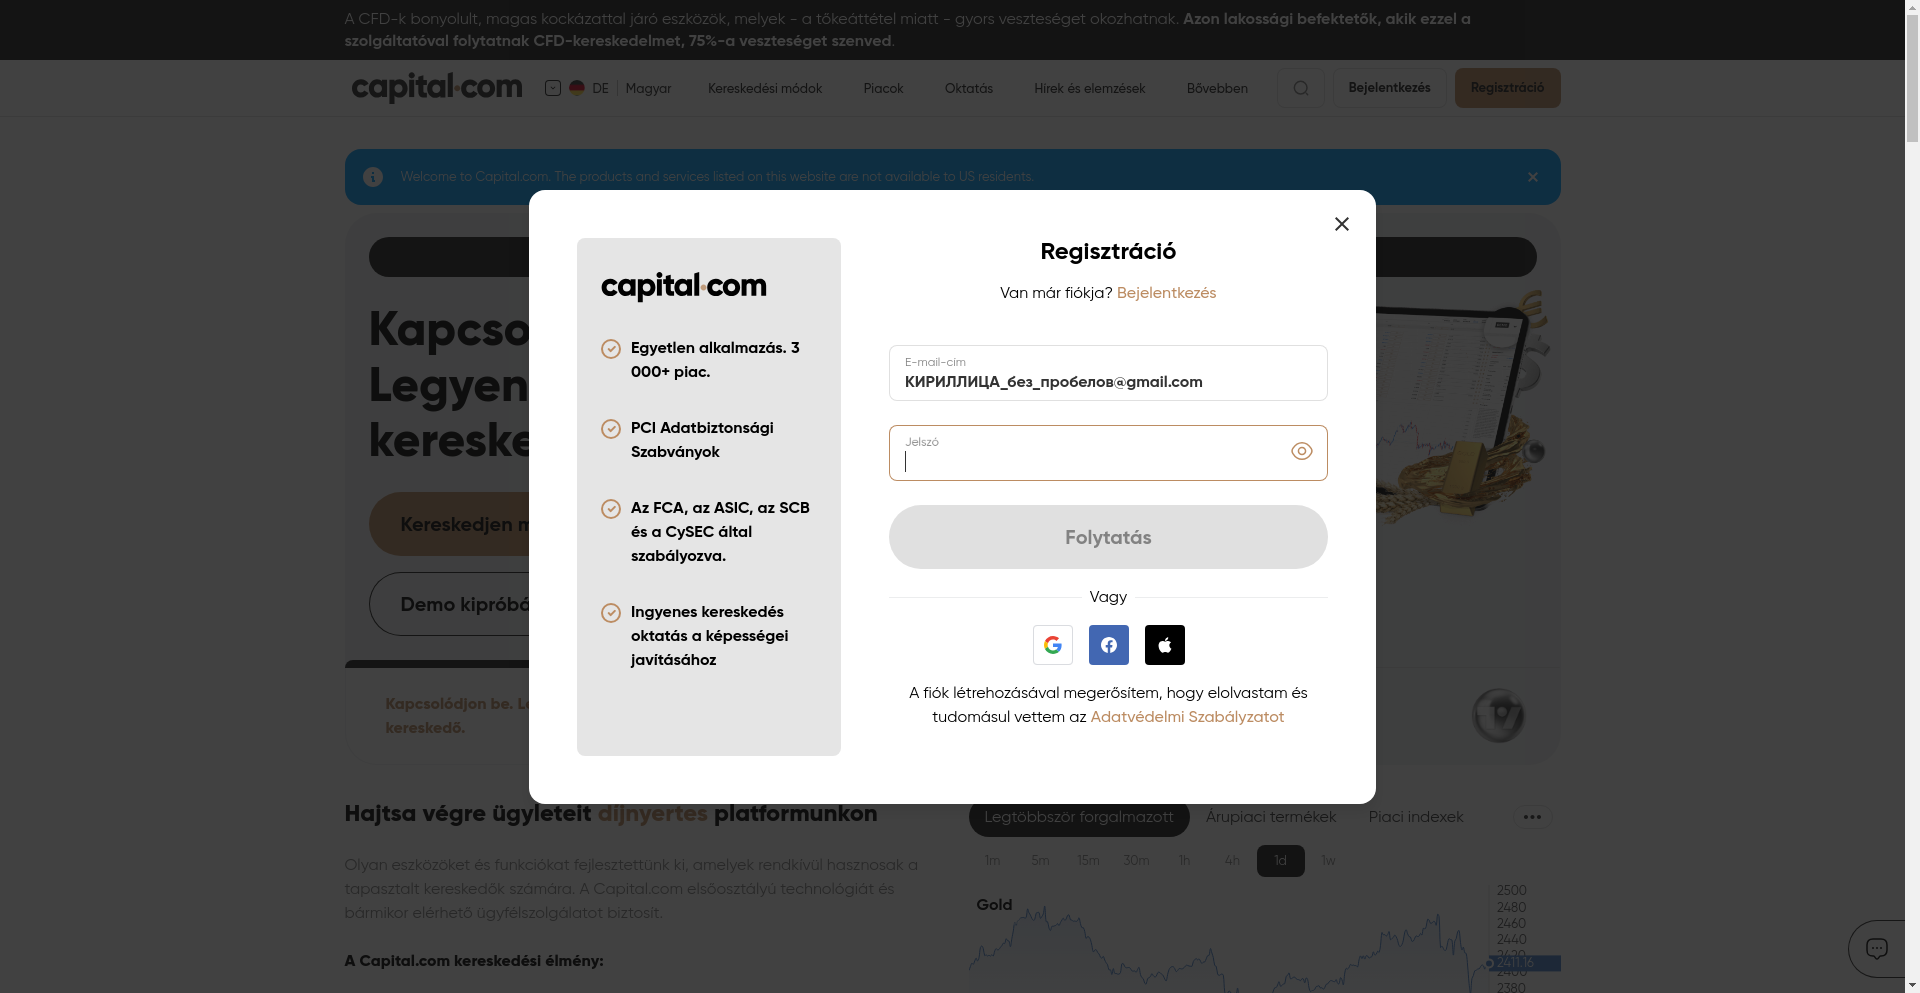 A CFD-k bonyolult, magas kockázattal járó eszközök, melyek - a tőkeáttétel miatt - gyors veszteséget okozhatnak. Azon lakossági befektetők, akik ezzel a
szolgáltatóval folytatnak CFD-kereskedelmet, 75%-a veszteséget szenved.
capital.com DE Magyar Kereskedési módok Piacok Oktatás Hírek és elemzések Bővebben Bejelentkezés Regisztráció
Welcome to Capital.com. The products and services listed on this website are not available to US residents.
Kapcso
Legyen
kereske
Kereskedjen m
Demo kipróbá
Kapcsolódjon be. Le
kereskedő.
capital.com
Egyetlen alkalmazás. 3
000+ piac.
PCI Adatbiztonsági
Szabványok
Az FCA, az ASIC, az SCB
és a CySEC által
szabályozva.
Ingyenes kereskedés
oktatás a képességei
javításához
Regisztráció
Van már fiókja? Bejelentkezés
E-mail-cím
КИРИЛЛИЦА_без_пробелов@gmail.com
Jelszó
Folytatás
Vagy
A fiók létrehozásával megerősítem, hogy elolvastam és
tudomásul vettem az Adatvédelmi Szabályzatot
Hajtsa végre ügyleteit díjnyertes platformunkon
Olyan eszközöket és funkciókat fejlesztettünk ki, amelyek rendkívül hasznosak a
tapasztalt kereskedők számára. A Capital.com elsőosztályú technológiát és
bármikor elérhető ügyfélszolgálatot biztosít.
A Capital.com kereskedési élmény:
Legtöbbször forgalmazott Árupiaci termékek Piaci indexek
1m 5m 15m 30m 1h 4h 1d 1w
Gold
2500
2480
2460
2440
2411.16
2400
2380